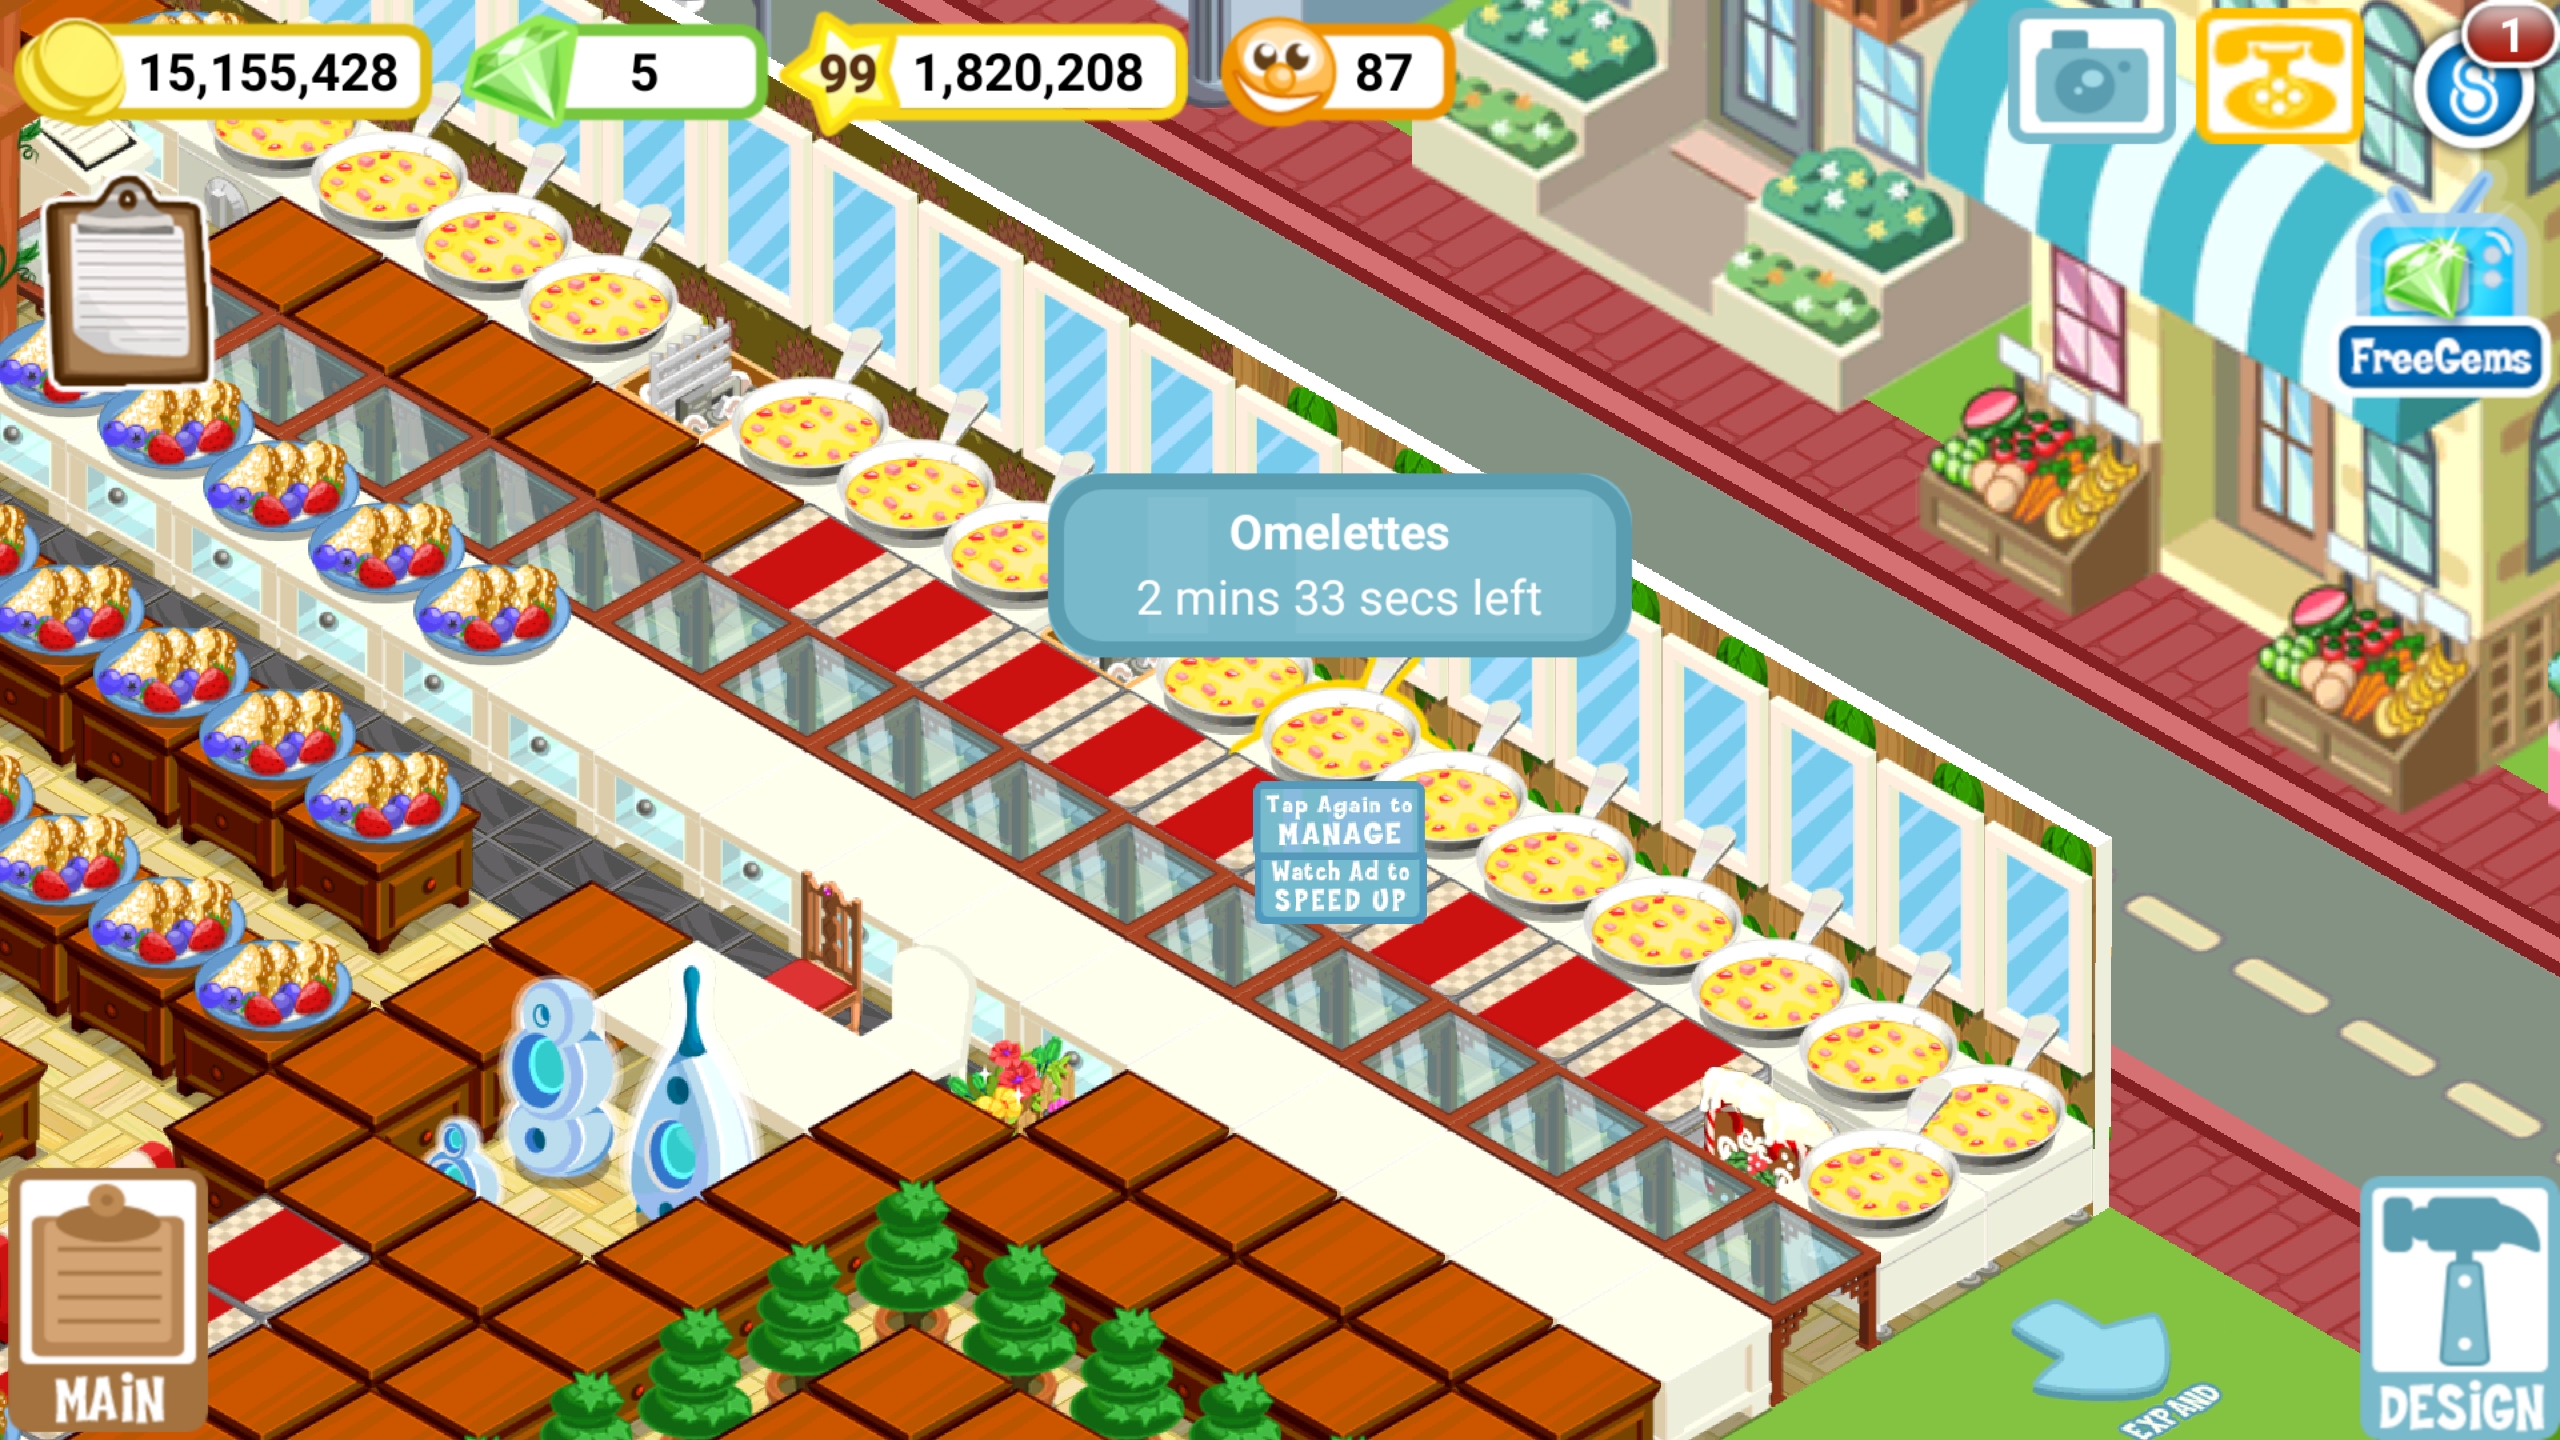 15,155,428
5
99
1,820,208
87
1
8
FreeGems
Omelettes
2 mins 33 secs left
Tap Again to
MANAGE
Watch Ad to
SPEED UP
MAiN
EXPAND
DESiGN